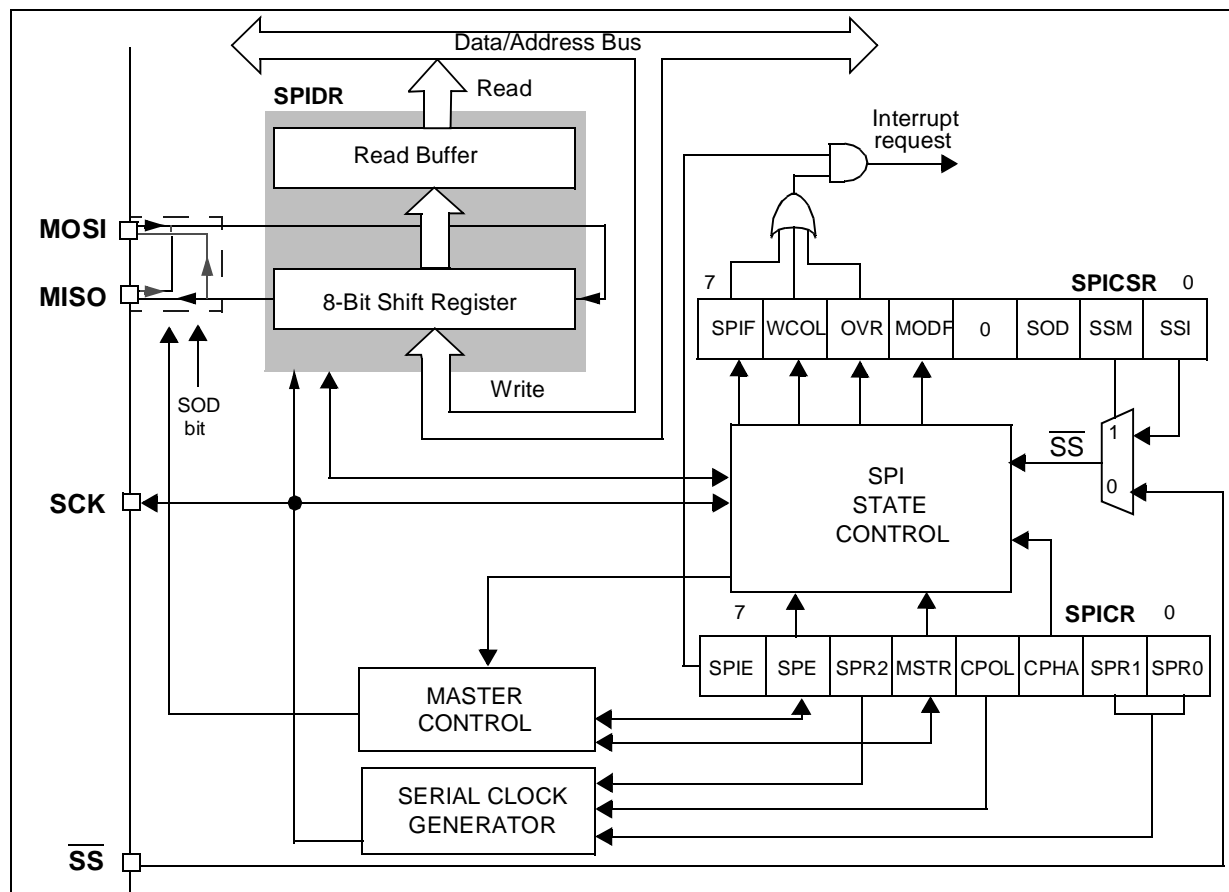 Data/Address Bus
SPIDR
Read
Read Buffer
Interrupt
request
MOSI
MISO
8-Bit Shift Register
7
SPICSR
0
SPIF
WCOL
OVR
MODF
0
SOD
SSM
SSI
Write
SOD
bit
1
0
SS
SCK
SPI
STATE
CONTROL
7
SPICR
0
SPIE
SPE
SPR2
MSTR
CPOL
CPHA
SPR1
SPR0
MASTER
CONTROL
SERIAL CLOCK
GENERATOR
SS